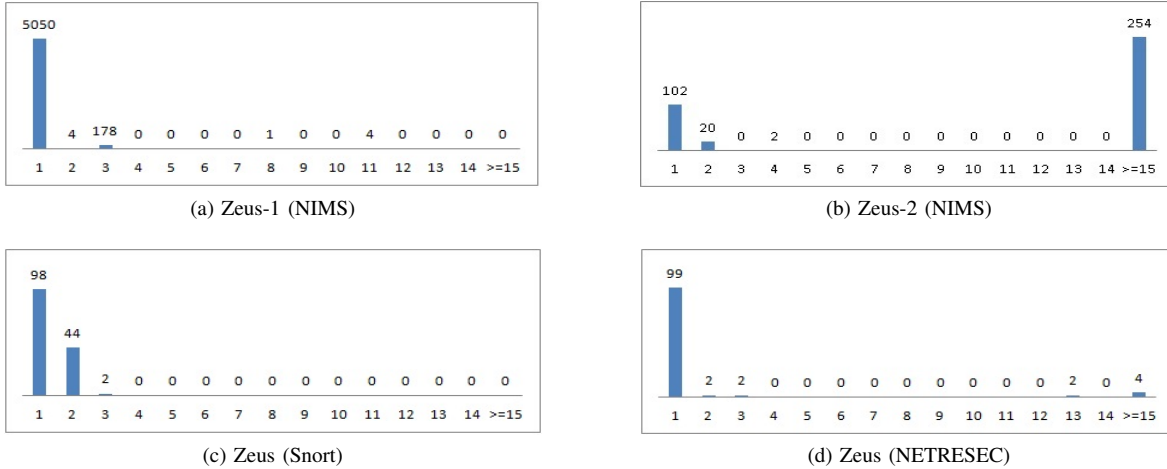 5050
4 178 0 0 0 0 1 0 0 4 0 0 0 0
1 2 3 4 5 6 7 8 9 10 11 12 13 14 >=15
(a) Zeus-1 (NIMS)
254
102
20
0 2 0 0 0 0 0 0 0 0 0 0
1 2 3 4 5 6 7 8 9 10 11 12 13 14 >=15
(b) Zeus-2 (NIMS)
98
44
2 0 0 0 0 0 0 0 0 0 0 0 0
1 2 3 4 5 6 7 8 9 10 11 12 13 14 >=15
(c) Zeus (Snort)
99
2 2 0 0 0 0 0 0 0 0 0 2 0 4
1 2 3 4 5 6 7 8 9 10 11 12 13 14 >=15
(d) Zeus (NETRESEC)